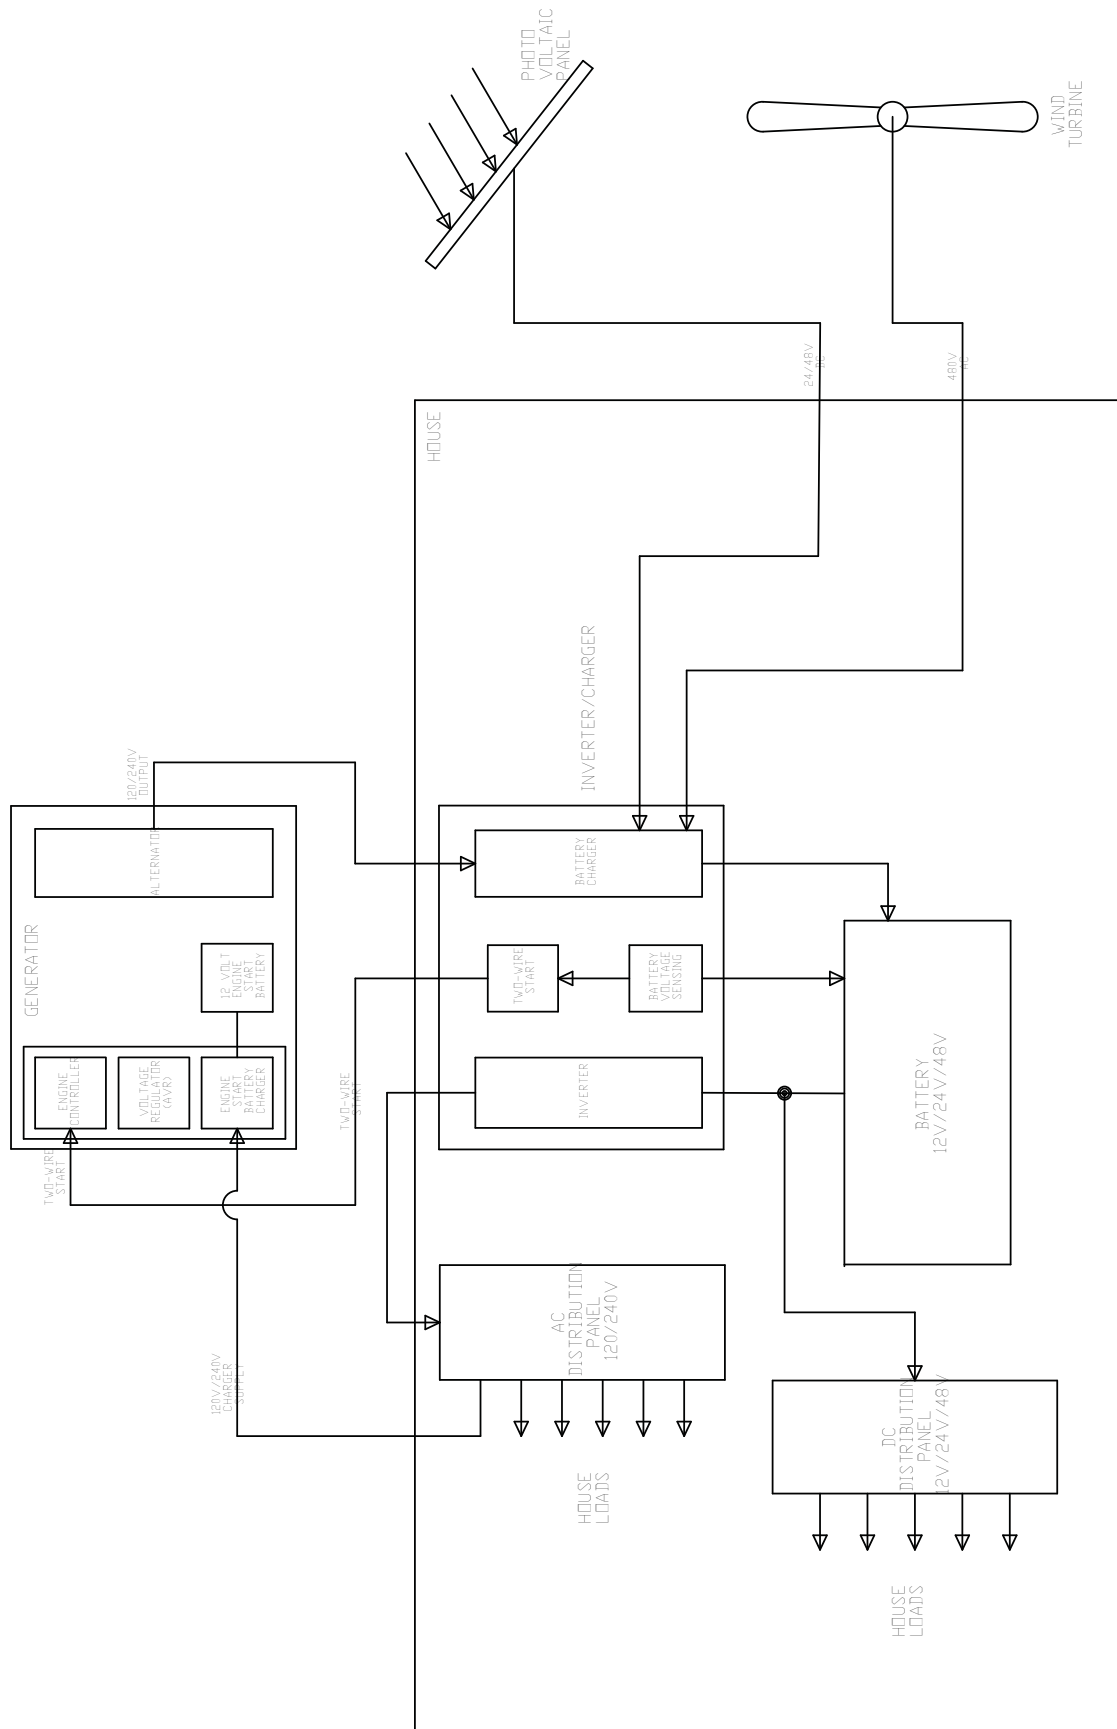 PHOTO
VOLTAIC
PANEL
WIND
TURBINE
24/48V
DC
480V
AC
HOUSE
INVERTER/CHARGER
120/240V
OUTPUT
ALTERNATOR
BATTERY
CHARGER
GENERATOR
12 VOLT
ENGINE
START
BATTERY
TWO-WIRE
START
BATTERY
VOLTAGE
SENSING
ENGINE
CONTROLLER
VOLTAGE
REGULATOR
(AVR)
ENGINE
START
BATTERY
CHARGER
TWO-WIRE
START
INVERTER
BATTERY
12V/24V/48V
TWO-WIRE
START
AC
DISTRIBUTION
PANEL
120/240V
120V/240V
CHARGER
SUPPLY
DC
DISTRIBUTION
PANEL
12V/24V/48V
HOUSE
LOADS
HOUSE
LOADS